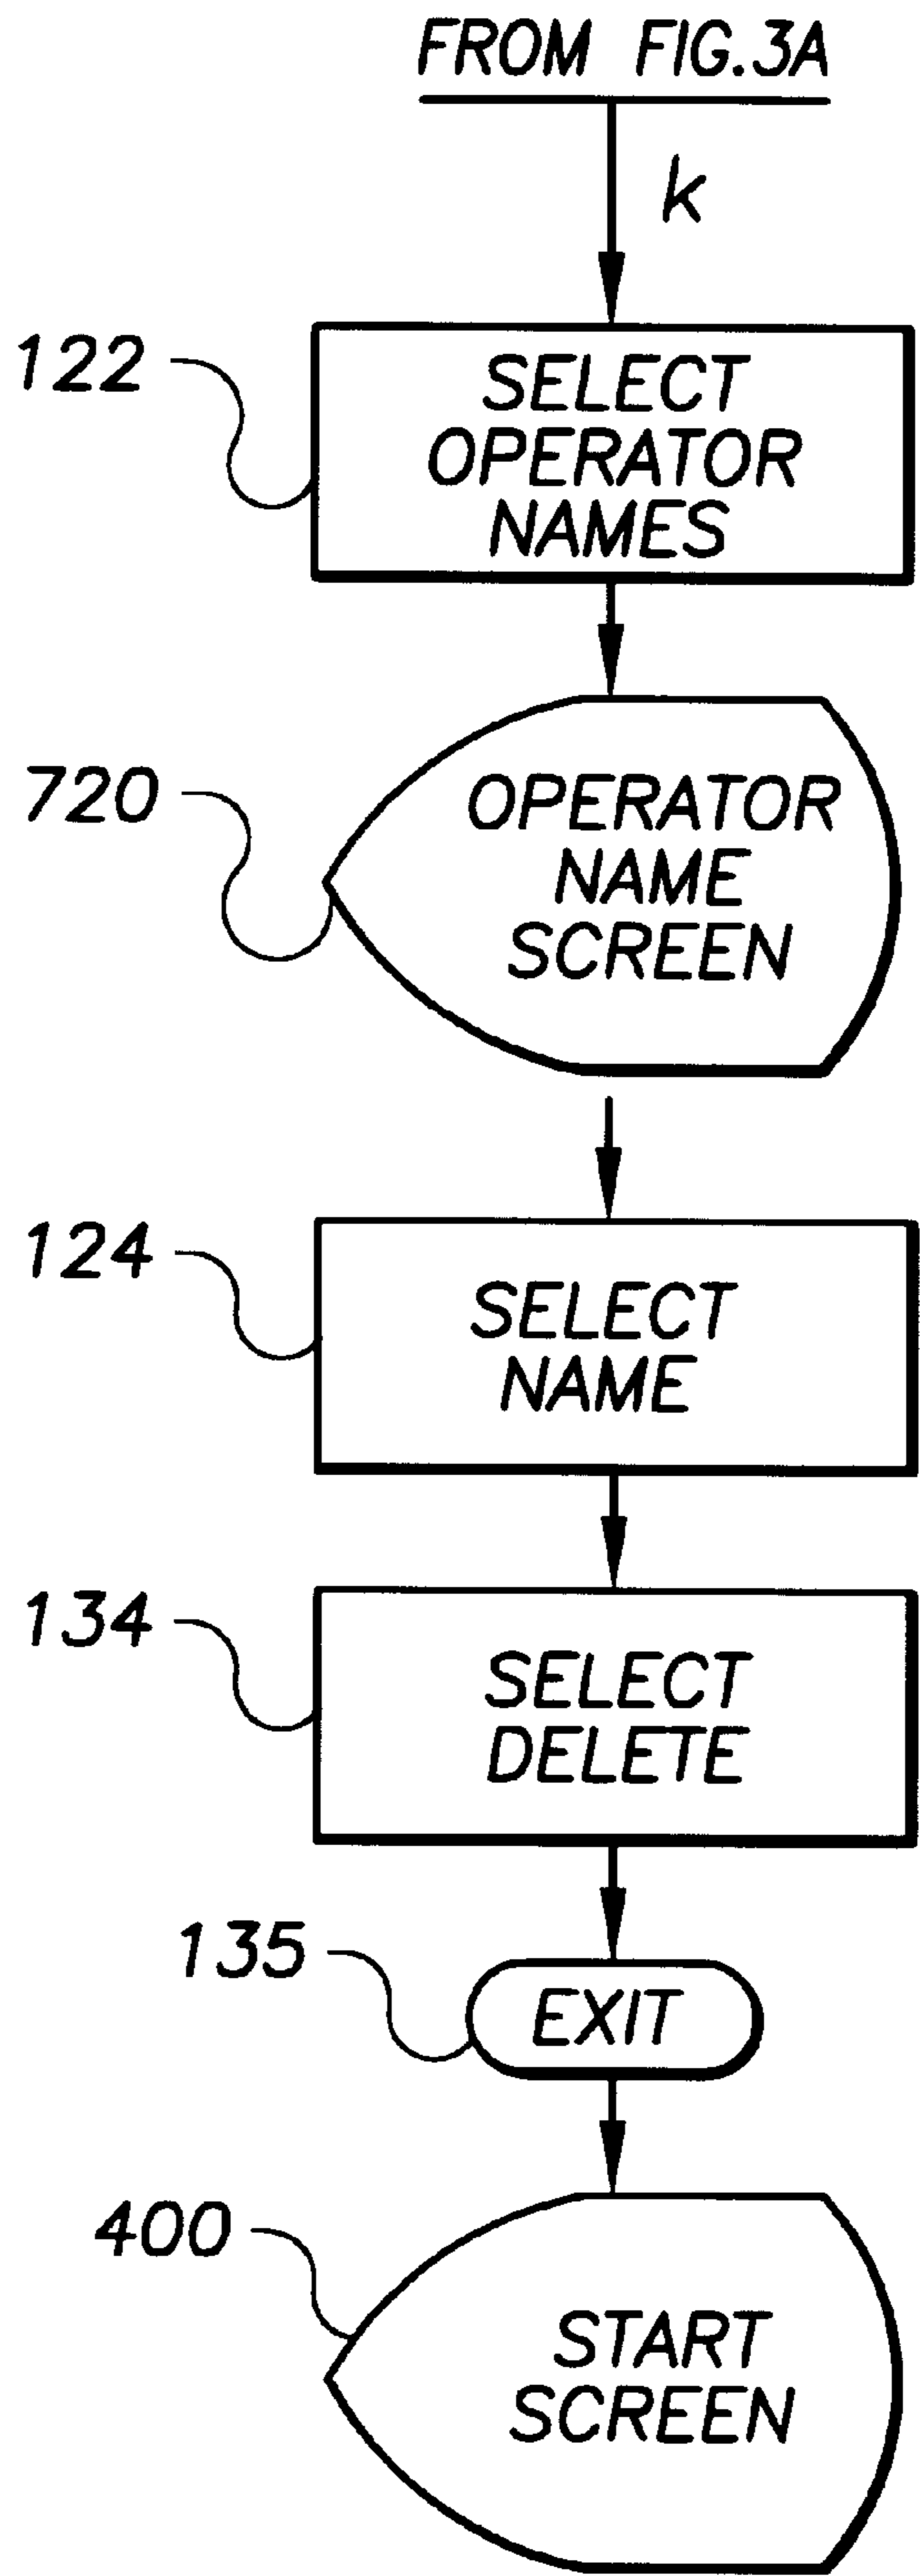 FROM FIG.3A
k
122
SELECT
OPERATOR
NAMES
720
OPERATOR
NAME
SCREEN
124
SELECT
NAME
134
SELECT
DELETE
135
EXIT
400
START
SCREEN